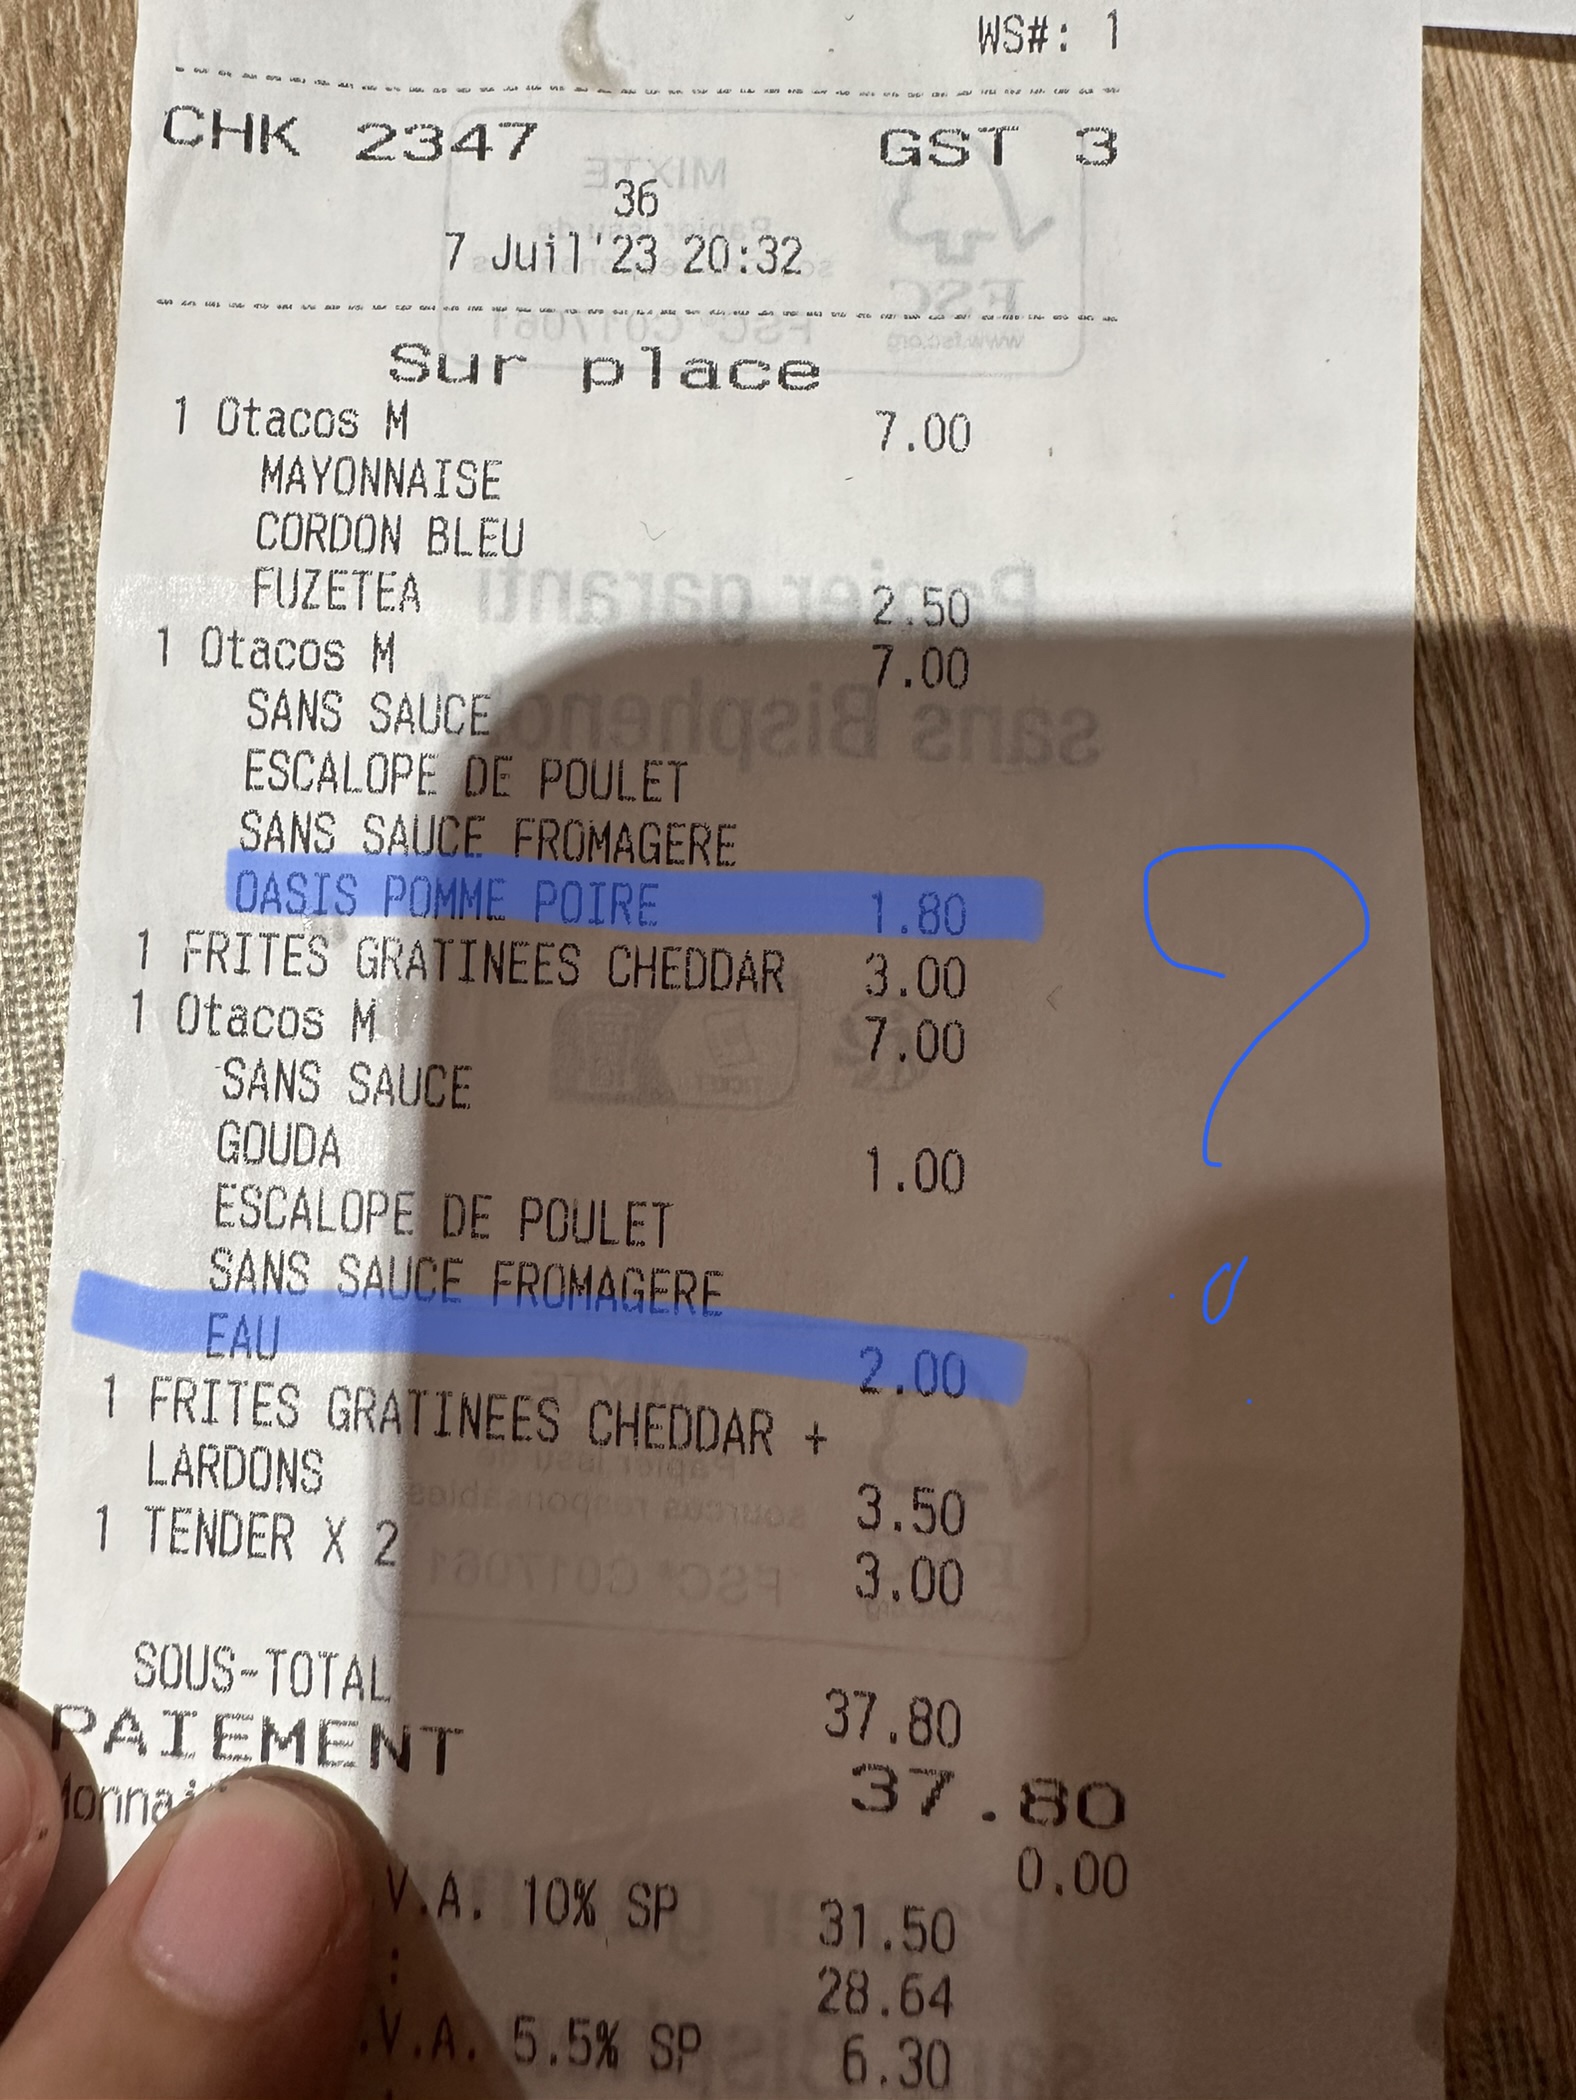 WS#: 1
CHK 2347 GST 3
36
7 Juil'23 20:32
Sur place
1 Otacos M 7.00
MAYONNAISE
CORDON BLEU
FUZETEA 2.50
1 Otacos M 7.00
SANS SAUCE
ESCALOPE DE POULET
SANS SAUCE FROMAGERE
OASIS POMME POIRE 1.80
1 FRITES GRATINEES CHEDDAR 3.00
1 Otacos M 7.00
SANS SAUCE
GOUDA 1.00
ESCALOPE DE POULET
SANS SAUCE FROMAGERE
EAU 2.00
1 FRITES GRATINEES CHEDDAR +
LARDONS 3.50
1 TENDER X 2 3.00
SOUS-TOTAL 37.80
PAIEMENT 37.80
0.00
V.A. 10% SP 31.50
: 28.64
.V.A. 5.5% SP 6.30
?